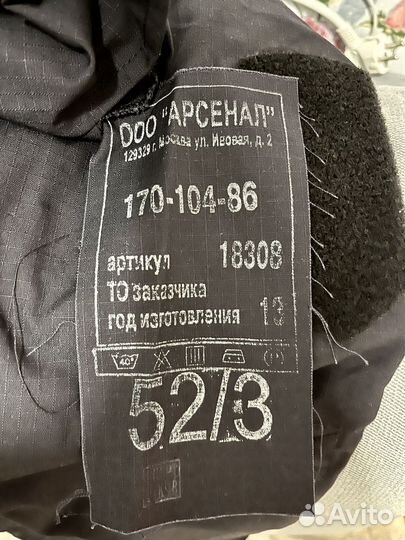 ООО "АРСЕНАЛ"
129329 г. Москва ул. Ивовая, д. 2
170-104-86
артикул 18308
ТО заказчика
год изготовления 13
40°
52/3
Avito